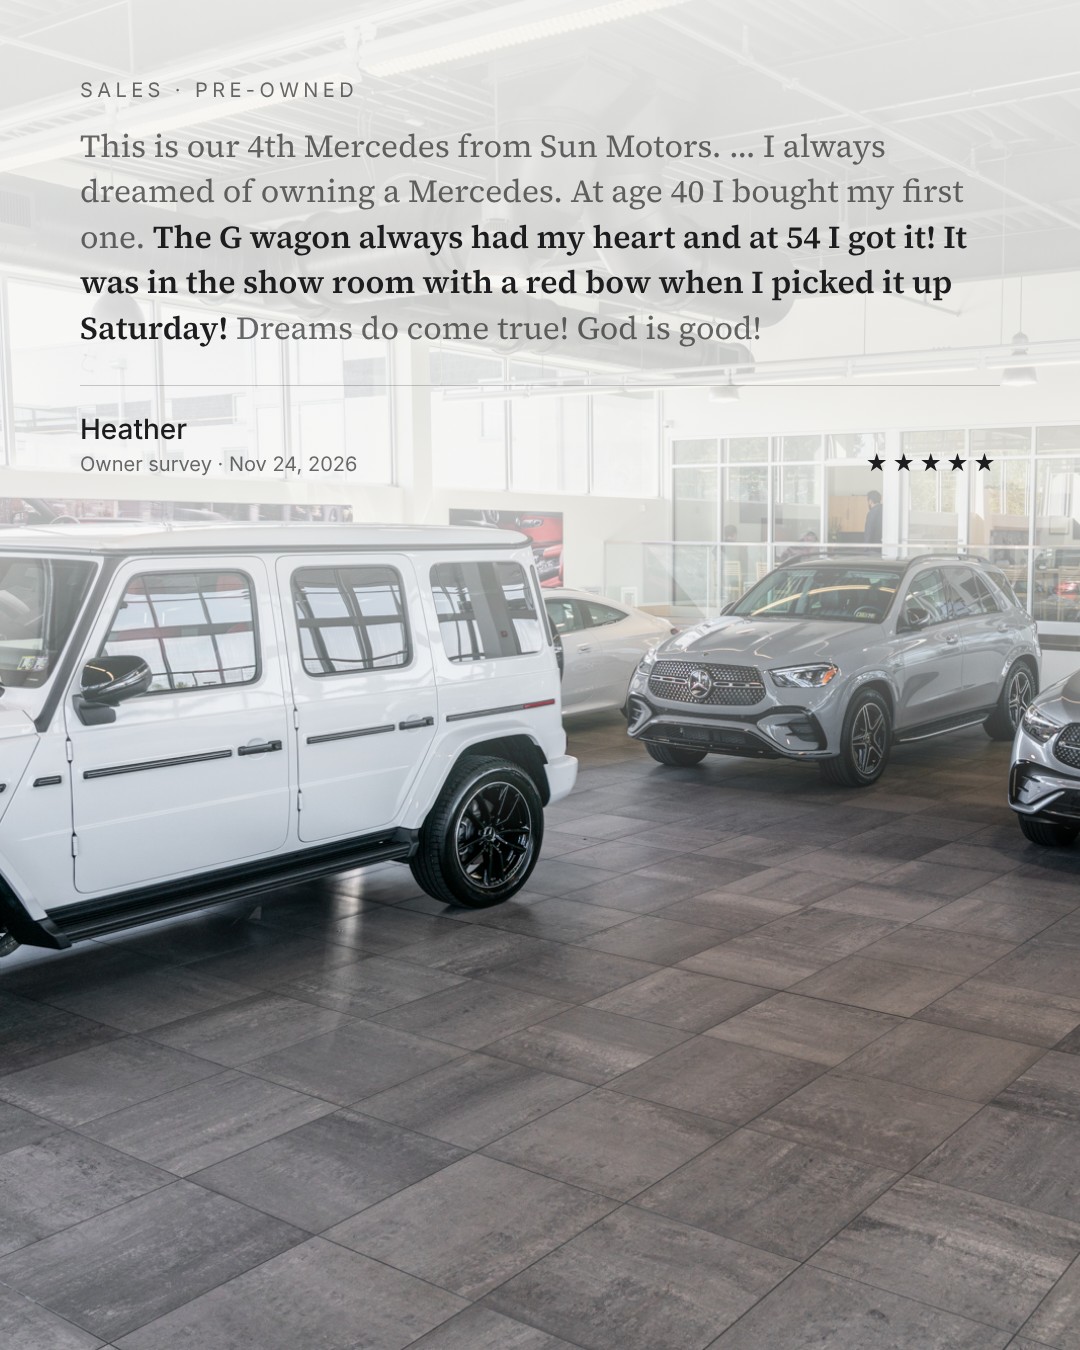 SALES · PRE-OWNED
This is our 4th Mercedes from Sun Motors. ... I always
dreamed of owning a Mercedes. At age 40 I bought my first
one. The G wagon always had my heart and at 54 I got it! It
was in the show room with a red bow when I picked it up
Saturday! Dreams do come true! God is good!
Heather
Owner survey · Nov 24, 2026
★★★★★